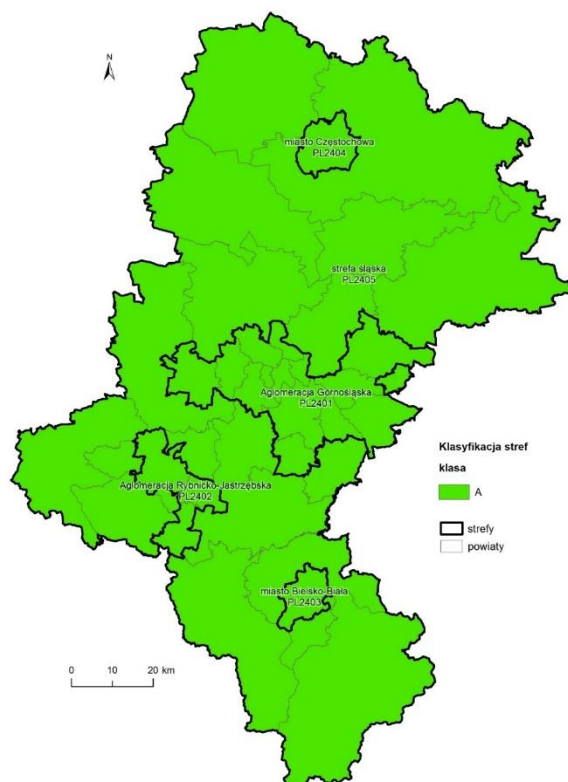 N
miasto Częstochowa
PL2404
strefa śląska
PL2405
Aglomeracja Górnośląska
PL2401
Klasyfikacja stref
klasa
A
strefy
powiaty
Aglomeracja Rybnicko-Jastrzębska
PL2402
miasto Bielsko-Biała
PL2403
0 10 20 km